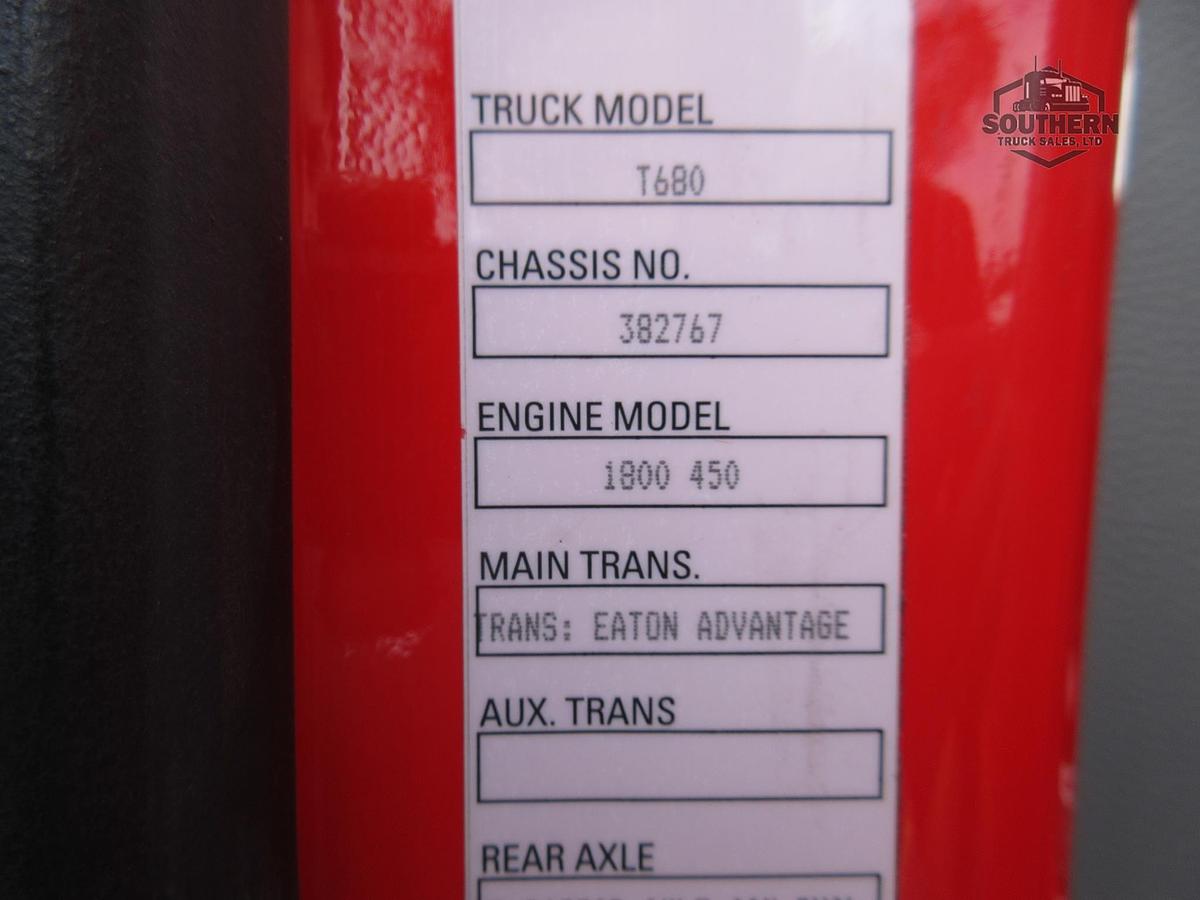 SOUTHERN
TRUCK SALES, LTD
TRUCK MODEL
T680
CHASSIS NO.
382767
ENGINE MODEL
i800 450
MAIN TRANS.
TRANS: EATON ADVANTAGE
AUX. TRANS
REAR AXLE